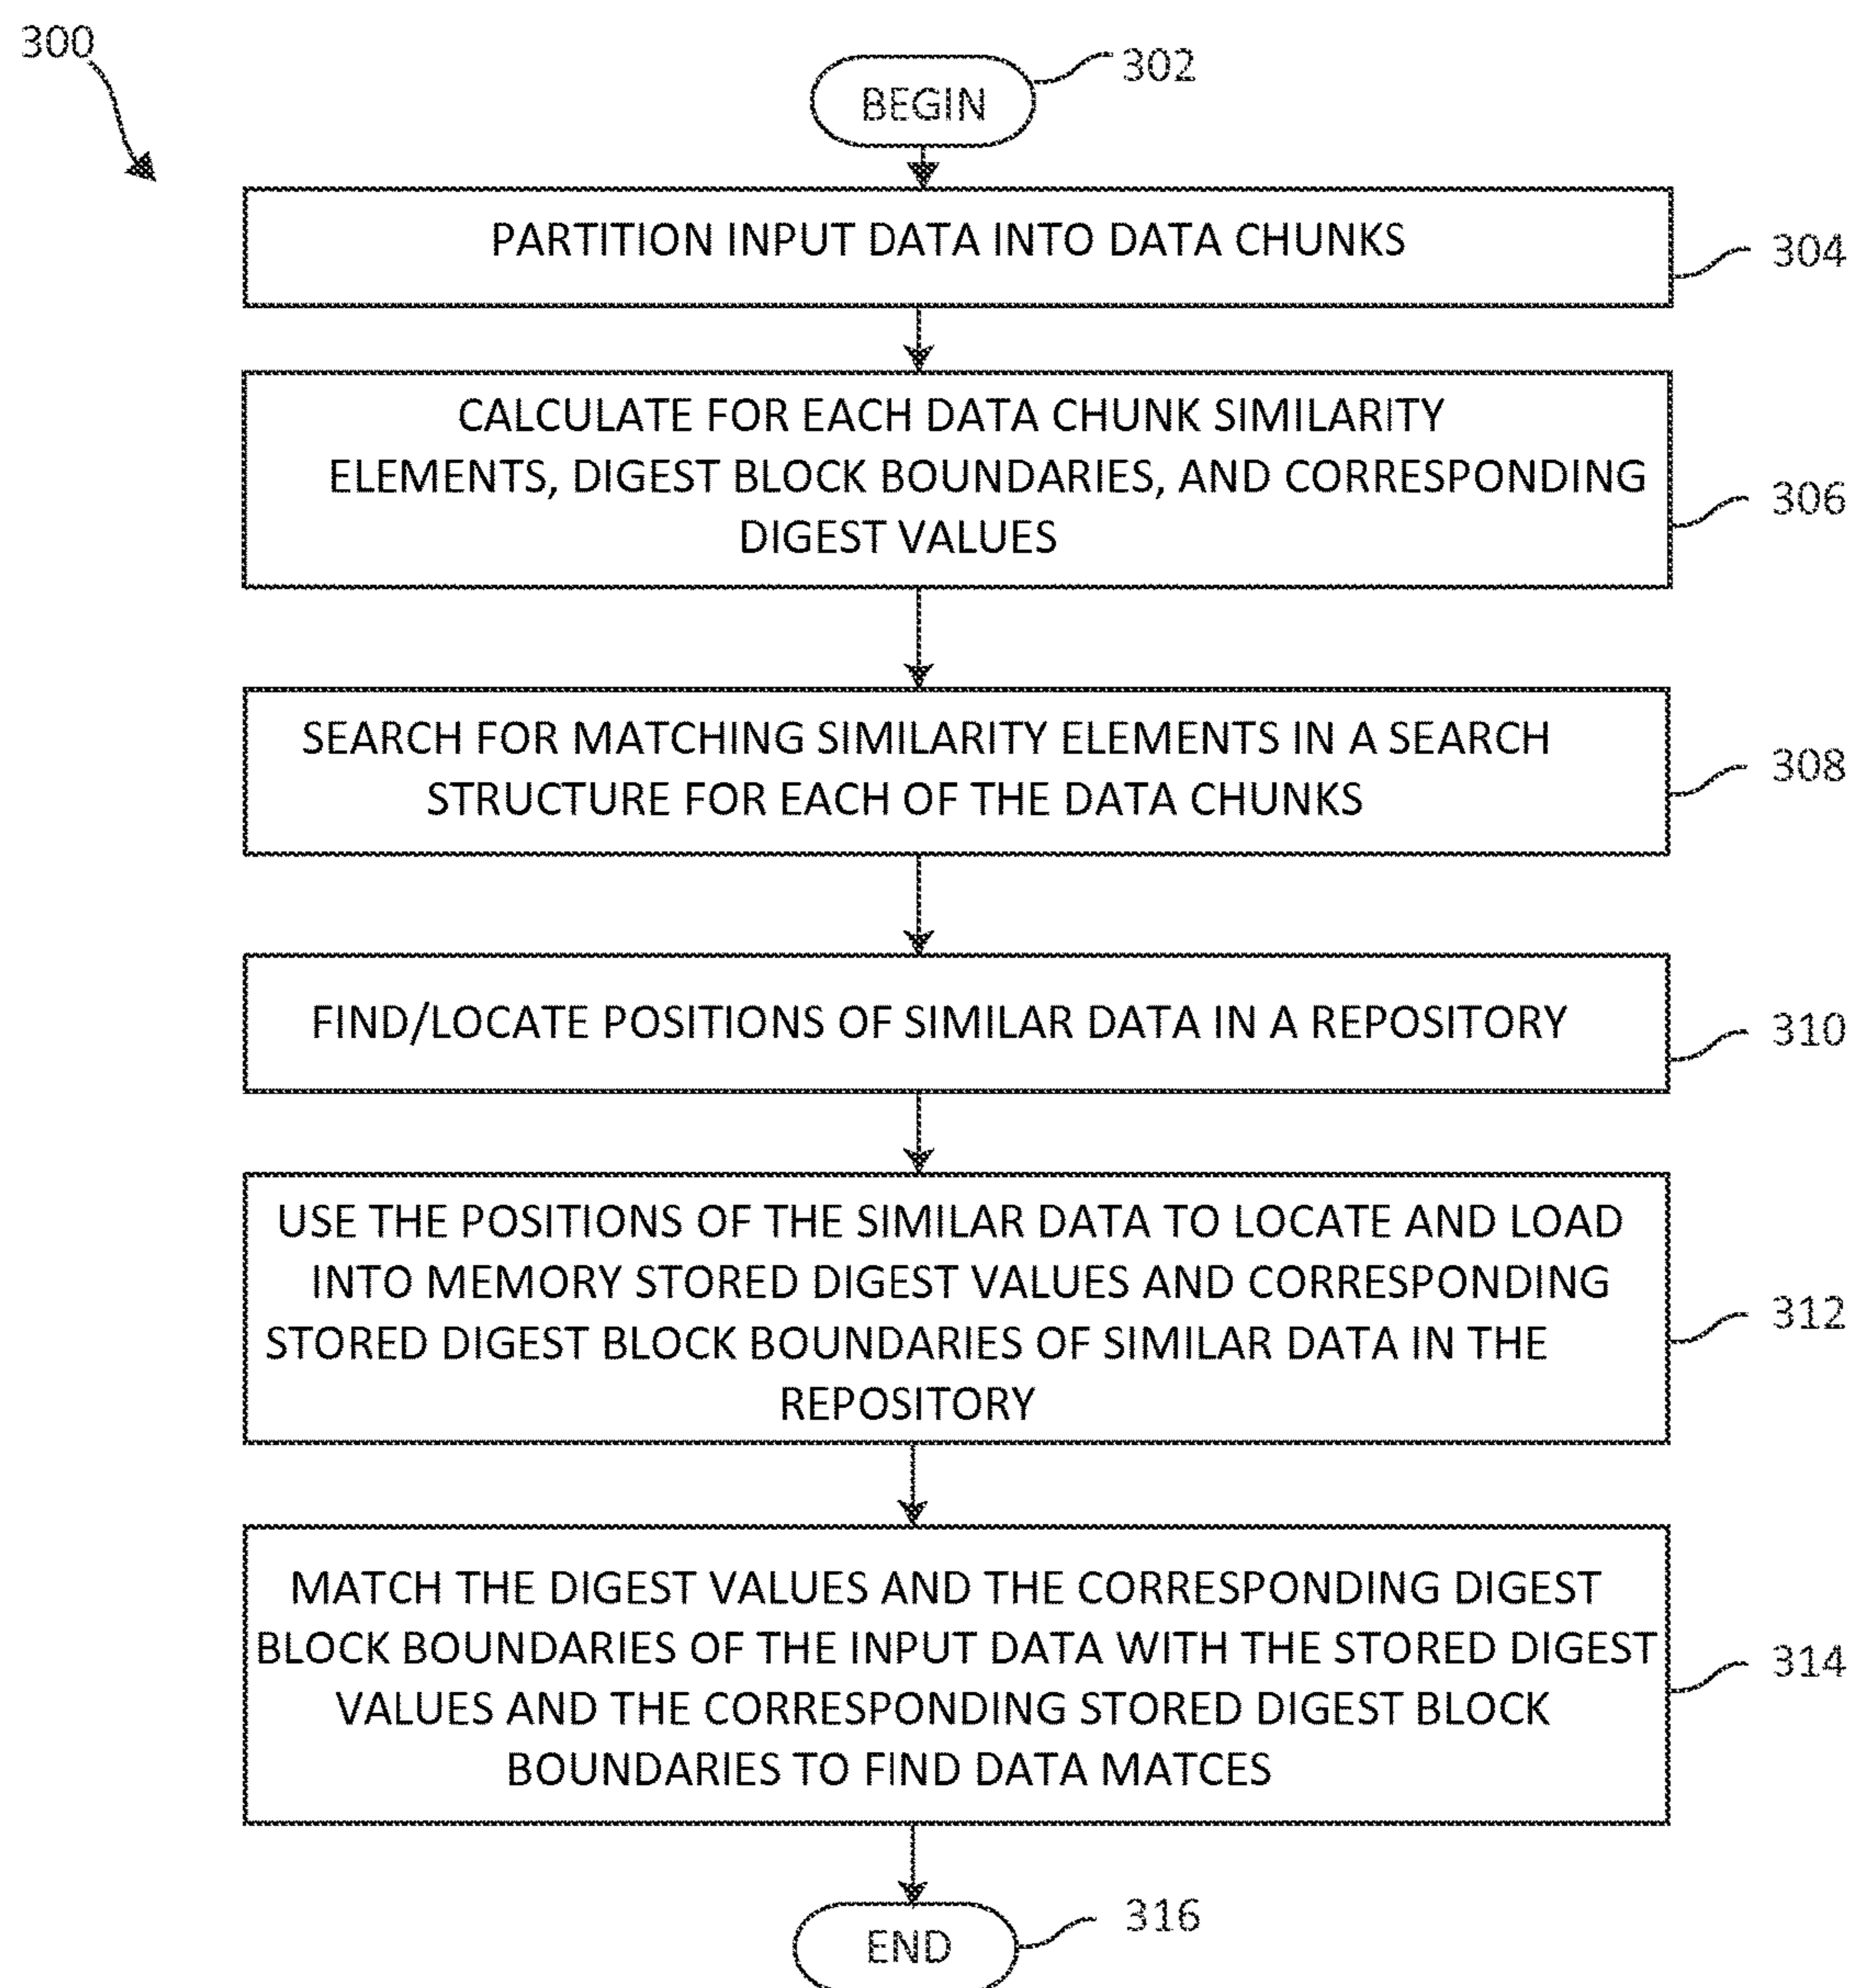 300
302
BEGIN
PARTITION INPUT DATA INTO DATA CHUNKS
304
CALCULATE FOR EACH DATA CHUNK SIMILARITY
ELEMENTS, DIGEST BLOCK BOUNDARIES, AND CORRESPONDING
DIGEST VALUES
306
SEARCH FOR MATCHING SIMILARITY ELEMENTS IN A SEARCH
STRUCTURE FOR EACH OF THE DATA CHUNKS
308
FIND/LOCATE POSITIONS OF SIMILAR DATA IN A REPOSITORY
310
USE THE POSITIONS OF THE SIMILAR DATA TO LOCATE AND LOAD
INTO MEMORY STORED DIGEST VALUES AND CORRESPONDING
STORED DIGEST BLOCK BOUNDARIES OF SIMILAR DATA IN THE
REPOSITORY
312
MATCH THE DIGEST VALUES AND THE CORRESPONDING DIGEST
BLOCK BOUNDARIES OF THE INPUT DATA WITH THE STORED DIGEST
VALUES AND THE CORRESPONDING STORED DIGEST BLOCK
BOUNDARIES TO FIND DATA MATCES
314
END
316